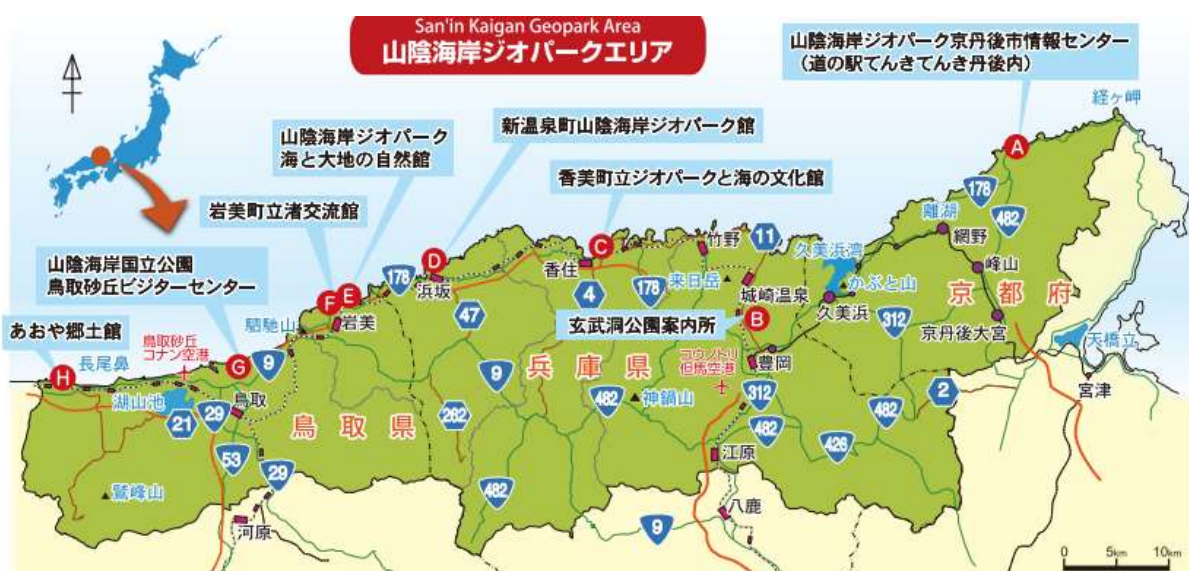 San'in Kaigan Geopark Area
山陰海岸ジオパークエリア
山陰海岸ジオパーク京丹後市情報センター
（道の駅てんきてんき丹後内）
経ヶ岬
A
山陰海岸ジオパーク
海と大地の自然館
新温泉町山陰海岸ジオパーク館
香美町立ジオパークと海の文化館
岩美町立渚交流館
山陰海岸国立公園
鳥取砂丘ビジターセンター
あおや郷土館
178
482
離湖
網野
峰山
京都府
京丹後大宮
天橋立
宮津
11
竹野
久美浜湾
かぶと山
久美浜
312
C
香住
D
浜坂
178
4
178
来日岳
城崎温泉
B
玄武洞公園案内所
豊岡
コウノトリ
但馬空港
F
E
岩美
47
9
兵庫県
駟馳山
鳥取砂丘
コナン空港
長尾鼻
H
G
9
湖山池
21
29
鳥取
鳥取県
262
482
神鍋山
312
482
482
2
426
江原
53
29
鷲峰山
482
河原
9
八鹿
0 5km 10km